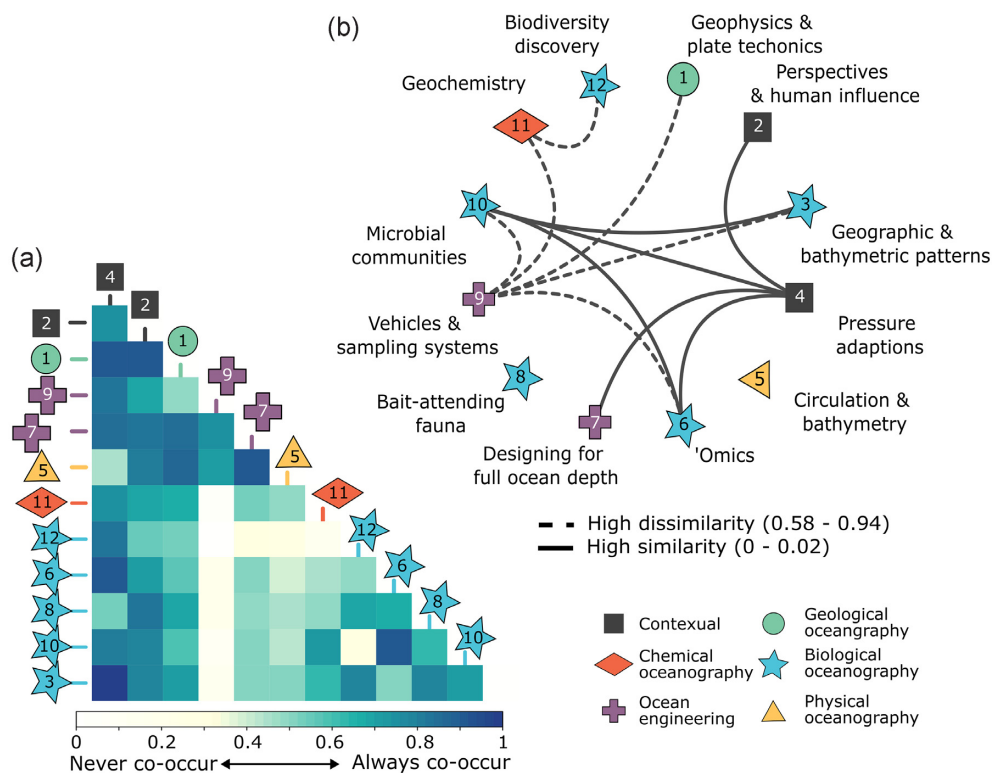 (b)
Biodiversity
discovery
12
Geophysics &
plate techonics
1
Perspectives
& human influence
2
Geochemistry
11
10
Microbial
communities
3
Geographic &
bathymetric patterns
9
Vehicles &
sampling systems
4
Pressure
adaptions
8
Bait-attending
fauna
5
Circulation &
bathymetry
7
Designing for
full ocean depth
6
'Omics
High dissimilarity (0.58 - 0.94)
High similarity (0 - 0.02)
(a)
4
2
2
1
1
9
9
7
7
5
5
11
11
12
12
6
6
8
8
10
10
3
0 0.2 0.4 0.6 0.8 1
Never co-occur Always co-occur
Contexual
Geological
oceangraphy
Chemical
oceanography
Biological
oceanography
Ocean
engineering
Physical
oceanography